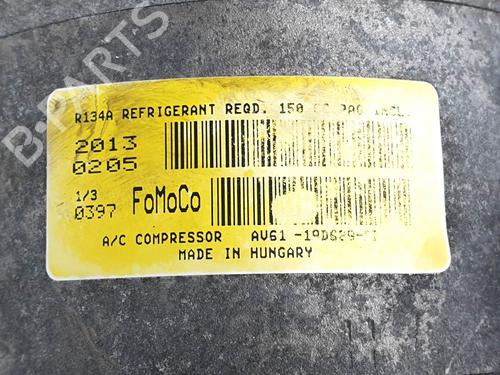 R134A REFRIGERANT REQD. 150 CC PAG INCL.
2013
0205
1/3
0397 FoMoCo
A/C COMPRESSOR AV61 -19D629-
MADE IN HUNGARY
B-PARTS